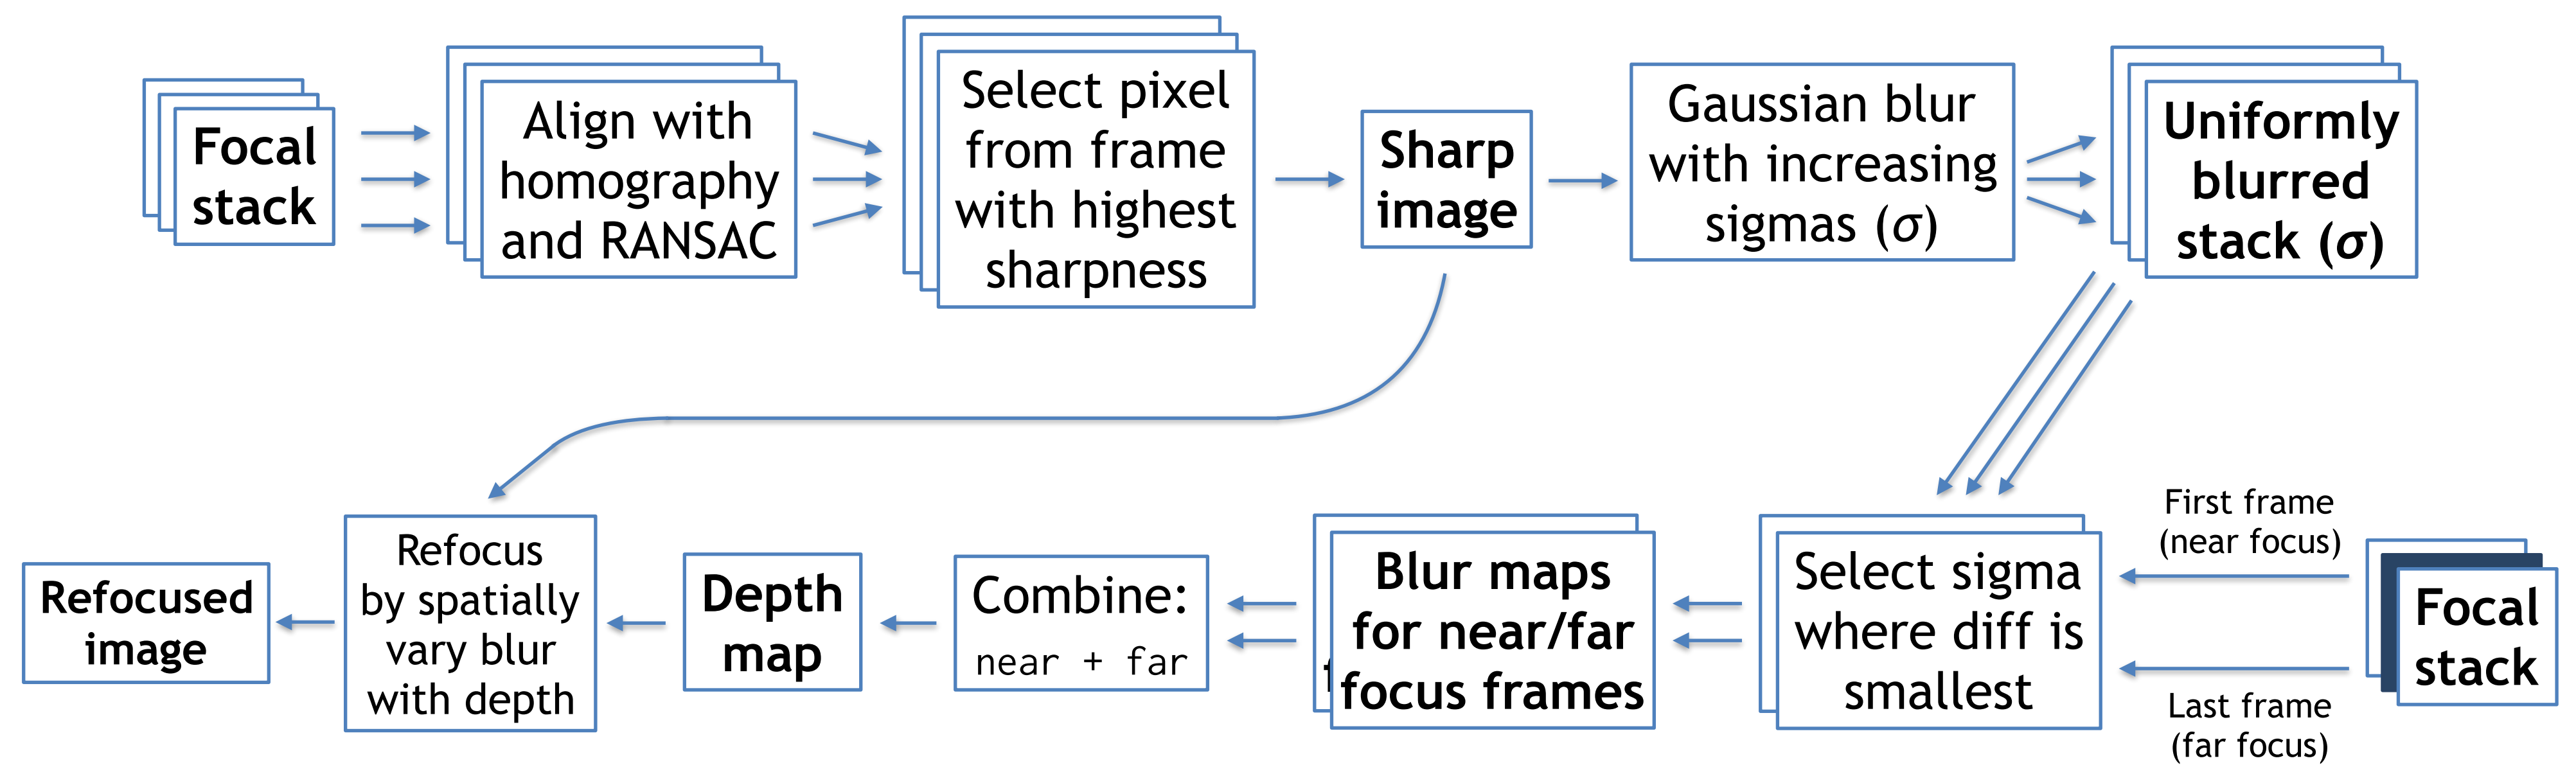 Focal
stack
Align with
homography
and RANSAC
Select pixel
from frame
with highest
sharpness
Sharp
image
Gaussian blur
with increasing
sigmas (σ)
Uniformly
blurred
stack (σ)
First frame
(near focus)
Focal
stack
Last frame
(far focus)
Select sigma
where diff is
smallest
Blur maps
for near/far
focus frames
Combine:
near + far
Depth
map
Refocus
by spatially
vary blur
with depth
Refocused
image